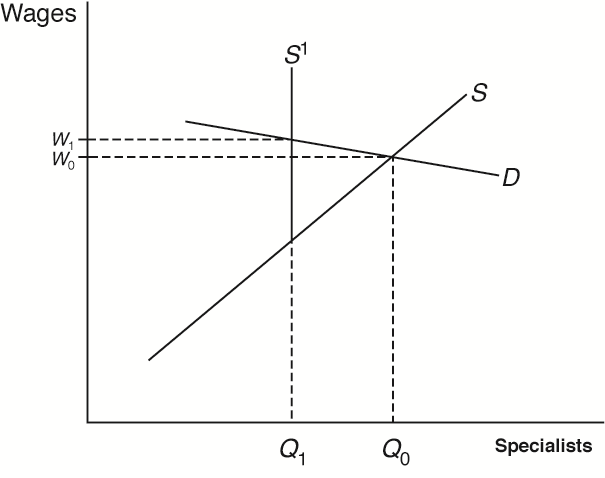 Wages
S¹
S
W₁
W₀
D
Q₁
Q₀
Specialists